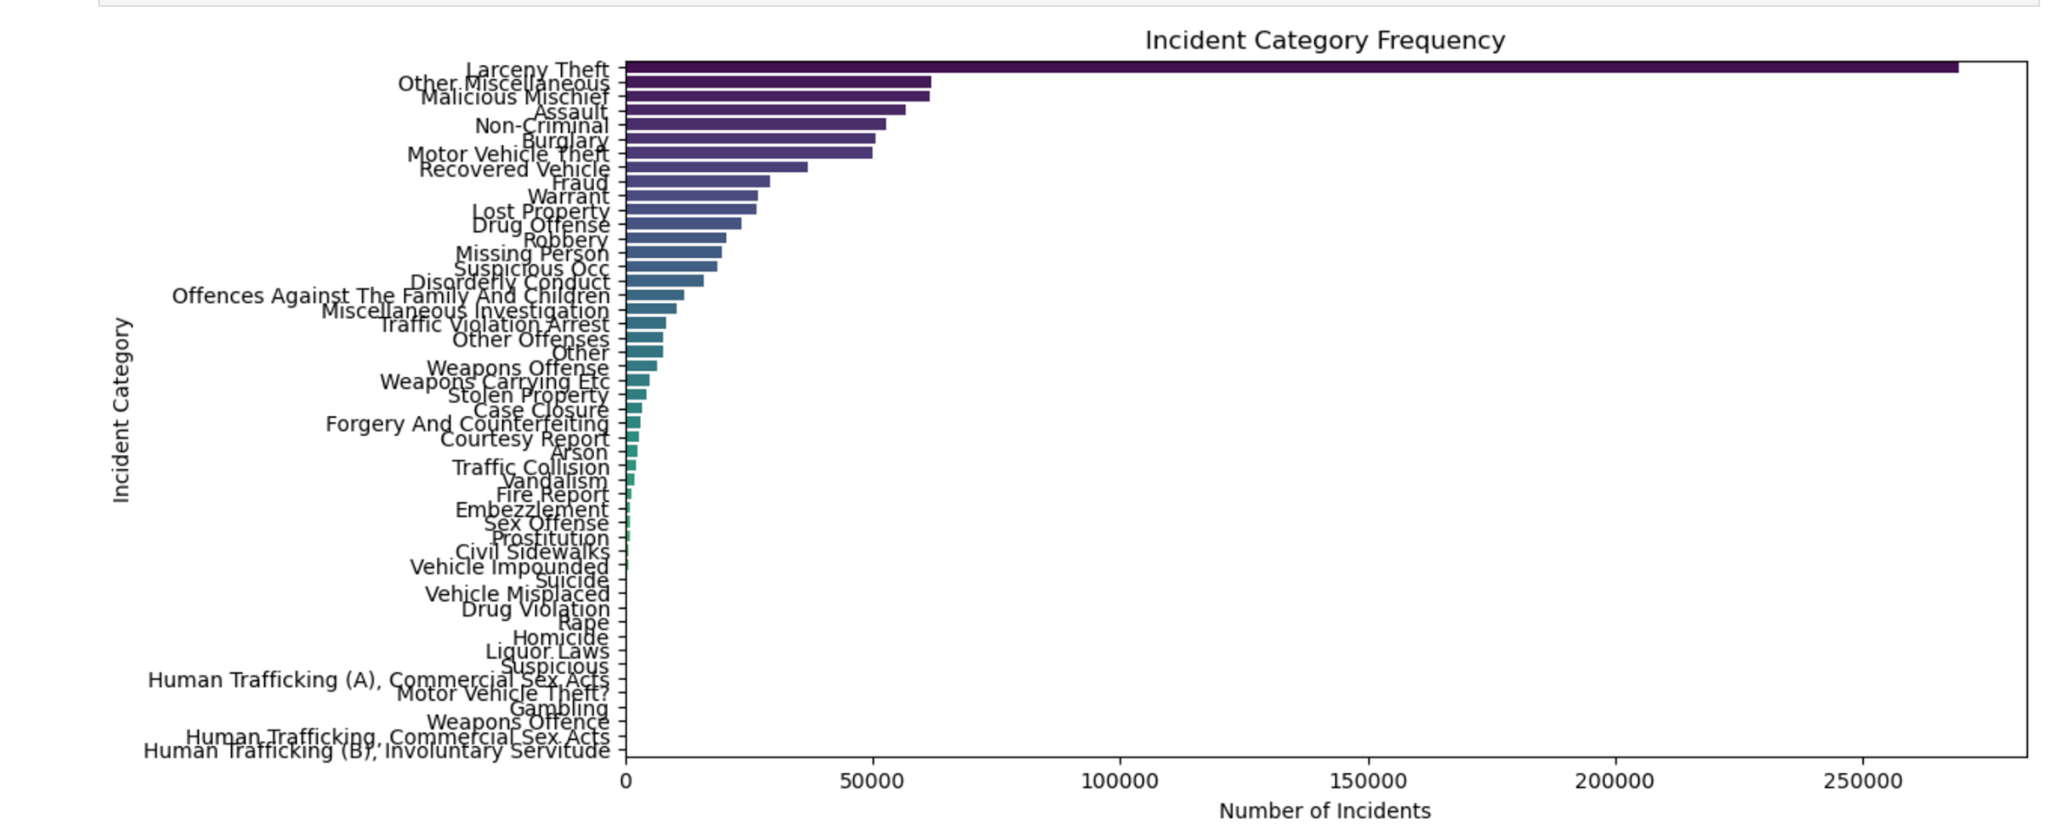 Incident Category Frequency
Larceny Theft
Other Miscellaneous
Malicious Mischief
Assault
Non-Criminal
Burglary
Motor Vehicle Theft
Recovered Vehicle
Fraud
Warrant
Lost Property
Drug Offense
Robbery
Missing Person
Suspicious Occ
Disorderly Conduct
Offences Against The Family And Children
Miscellaneous Investigation
Traffic Violation Arrest
Other Offenses
Other
Weapons Offense
Weapons Carrying Etc
Stolen Property
Case Closure
Forgery And Counterfeiting
Courtesy Report
Arson
Traffic Collision
Vandalism
Fire Report
Embezzlement
Sex Offense
Prostitution
Civil Sidewalks
Vehicle Impounded
Suicide
Vehicle Misplaced
Drug Violation
Rape
Homicide
Liquor Laws
Suspicious
Human Trafficking (A), Commercial Sex Acts
Motor Vehicle Theft?
Gambling
Weapons Offence
Human Trafficking, Commercial Sex Acts
Human Trafficking (B), Involuntary Servitude
Incident Category
0 50000 100000 150000 200000 250000
Number of Incidents